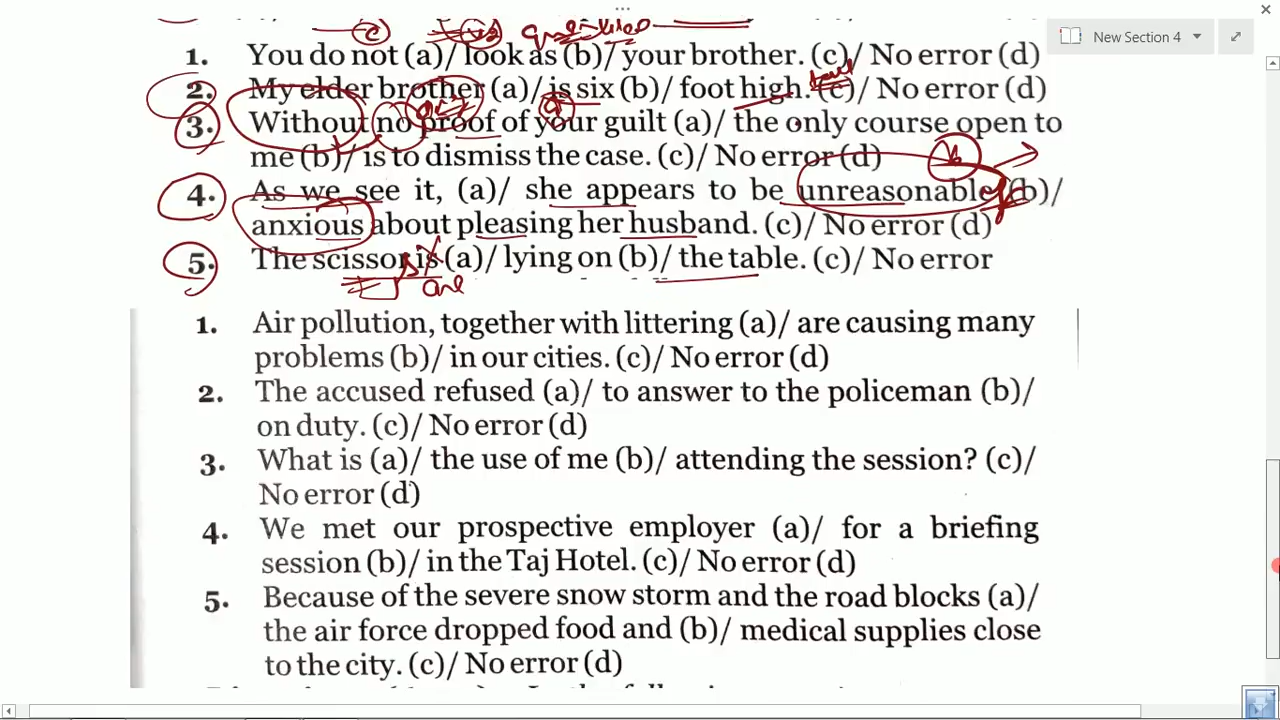 New Section 4
1. You do not (a)/ look as (b)/ your brother. (c)/ No error (d)
2. My elder brother (a)/ is six (b)/ foot high. (c)/ No error (d)
3. Without no proof of your guilt (a)/ the only course open to
me (b)/ is to dismiss the case. (c)/ No error (d)
4. As we see it, (a)/ she appears to be unreasonable (b)/
anxious about pleasing her husband. (c)/ No error (d)
5. The scissor is (a)/ lying on (b)/ the table. (c)/ No error
are
1. Air pollution, together with littering (a)/ are causing many
problems (b)/ in our cities. (c)/ No error (d)
2. The accused refused (a)/ to answer to the policeman (b)/
on duty. (c)/ No error (d)
3. What is (a)/ the use of me (b)/ attending the session? (c)/
No error (d)
4. We met our prospective employer (a)/ for a briefing
session (b)/ in the Taj Hotel. (c)/ No error (d)
5. Because of the severe snow storm and the road blocks (a)/
the air force dropped food and (b)/ medical supplies close
to the city. (c)/ No error (d)